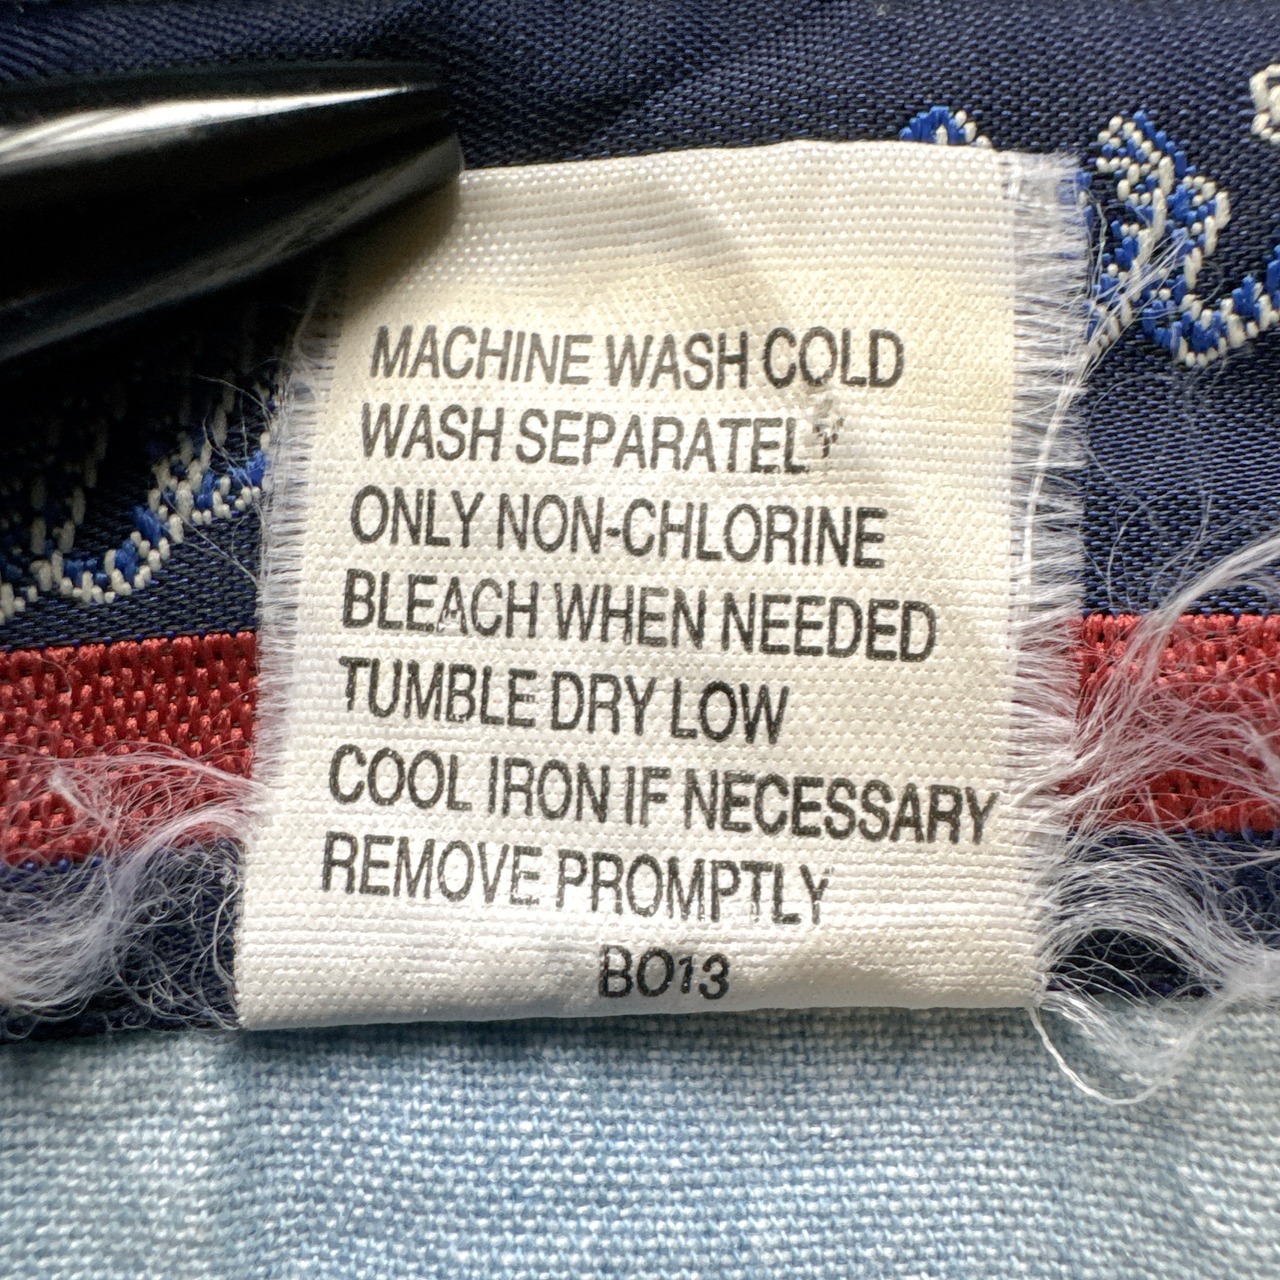 MACHINE WASH COLD
WASH SEPARATELY
ONLY NON-CHLORINE
BLEACH WHEN NEEDED
TUMBLE DRY LOW
COOL IRON IF NECESSARY
REMOVE PROMPTLY
BO13